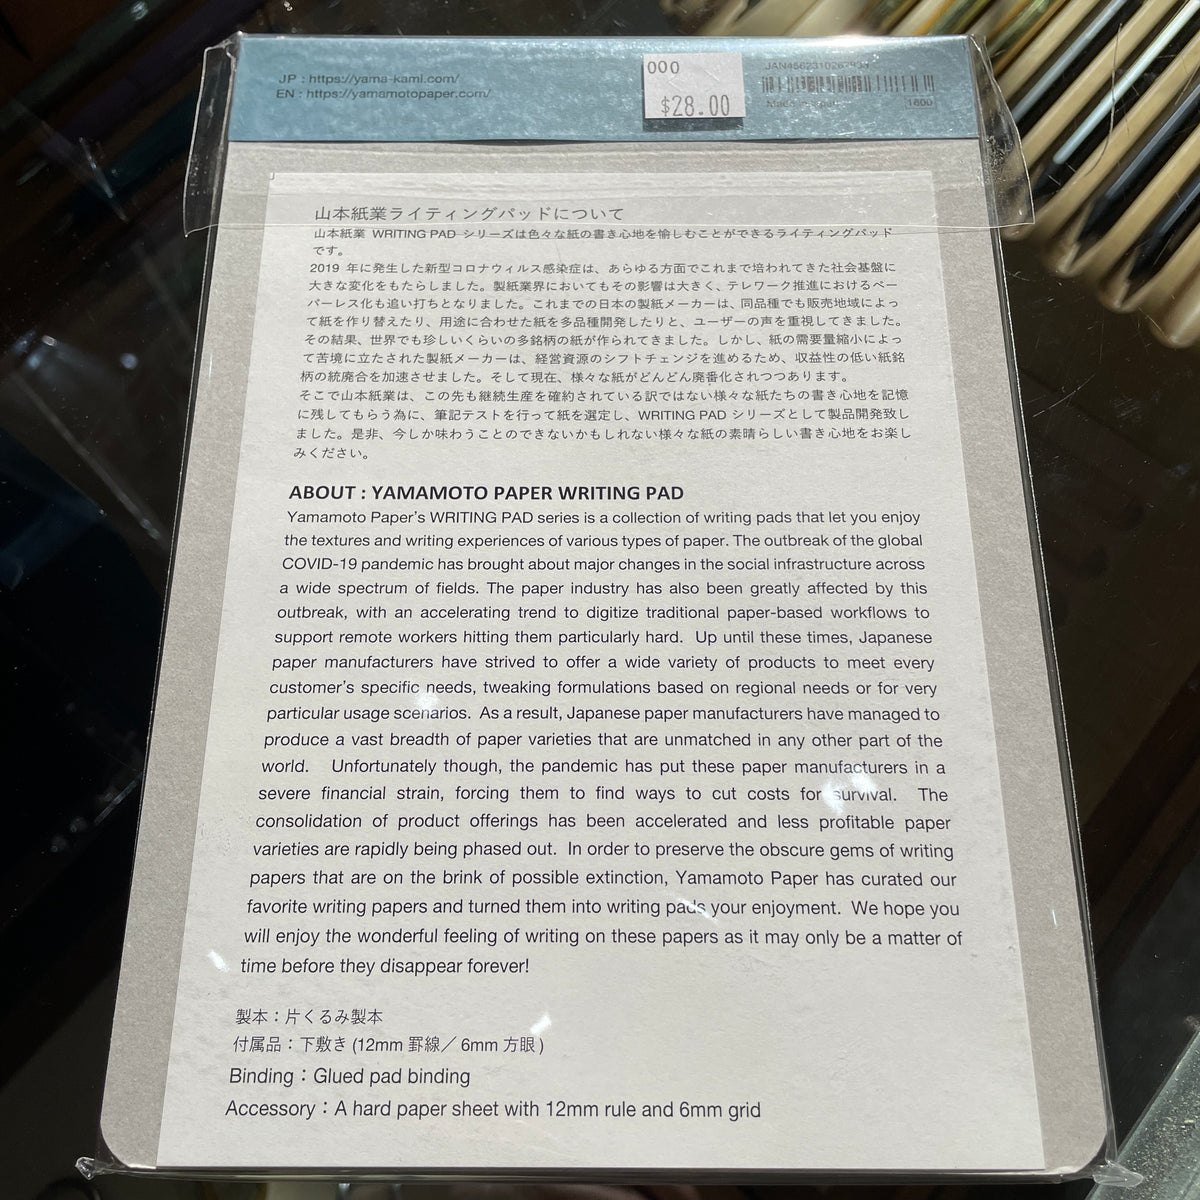 JP : https://yama-kami.com/
EN : https://yamamotopaper.com/
000
$28.00
1600
山本紙業ライティングパッドについて
山本紙業 WRITING PAD シリーズは色々な紙の書き心地を愉しむことができるライティングパッド
です。
2019 年に発生した新型コロナウィルス感染症は、あらゆる方面でこれまで培われてきた社会基盤に
大きな変化をもたらしました。製紙業界においてもその影響は大きく、テレワーク推進におけるペー
パーレス化も追い打ちとなりました。これまでの日本の製紙メーカーは、同品種でも販売地域によっ
て紙を作り替えたり、用途に合わせた紙を多品種開発したりと、ユーザーの声を重視してきました。
その結果、世界でも珍しいくらいの多銘柄の紙が作られてきました。しかし、紙の需要量縮小によっ
て苦境に立たされた製紙メーカーは、経営資源のシフトチェンジを進めるため、収益性の低い紙銘
柄の統廃合を加速させました。そして現在、様々な紙がどんどん廃番化されつつあります。
そこで山本紙業は、この先も継続生産を確約されている訳ではない様々な紙たちの書き心地を記憶
に残してもらう為に、筆記テストを行って紙を選定し、WRITING PAD シリーズとして製品開発致し
ました。是非、今しか味わうことのできないかもしれない様々な紙の素晴らしい書き心地をお楽し
みください。
ABOUT : YAMAMOTO PAPER WRITING PAD
Yamamoto Paper's WRITING PAD series is a collection of writing pads that let you enjoy
the textures and writing experiences of various types of paper. The outbreak of the global
COVID-19 pandemic has brought about major changes in the social infrastructure across
a wide spectrum of fields. The paper industry has also been greatly affected by this
outbreak, with an accelerating trend to digitize traditional paper-based workflows to
support remote workers hitting them particularly hard. Up until these times, Japanese
paper manufacturers have strived to offer a wide variety of products to meet every
customer's specific needs, tweaking formulations based on regional needs or for very
particular usage scenarios. As a result, Japanese paper manufacturers have managed to
produce a vast breadth of paper varieties that are unmatched in any other part of the
world. Unfortunately though, the pandemic has put these paper manufacturers in a
severe financial strain, forcing them to find ways to cut costs for survival. The
consolidation of product offerings has been accelerated and less profitable paper
varieties are rapidly being phased out. In order to preserve the obscure gems of writing
papers that are on the brink of possible extinction, Yamamoto Paper has curated our
favorite writing papers and turned them into writing pads your enjoyment. We hope you
will enjoy the wonderful feeling of writing on these papers as it may only be a matter of
time before they disappear forever!
製本：片くるみ製本
付属品：下敷き (12mm 罫線／ 6mm 方眼 )
Binding：Glued pad binding
Accessory：A hard paper sheet with 12mm rule and 6mm grid